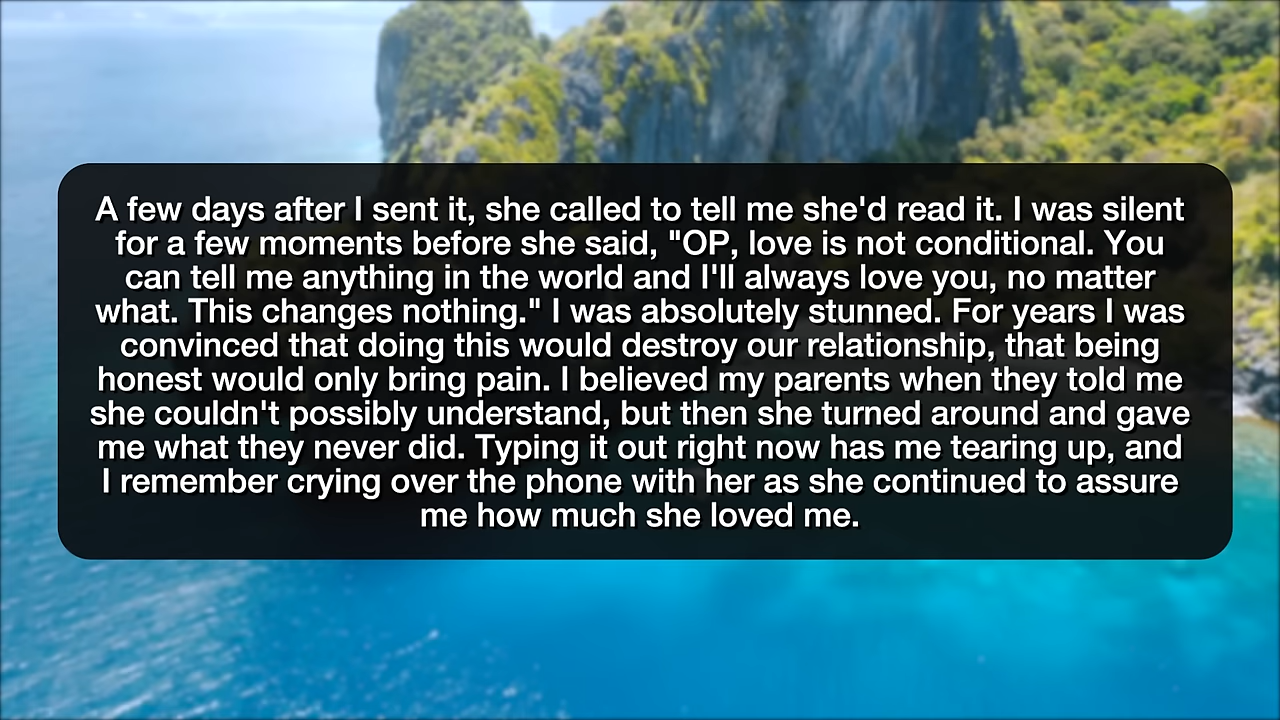 A few days after I sent it, she called to tell me she'd read it. I was silent
for a few moments before she said, "OP, love is not conditional. You
can tell me anything in the world and I'll always love you, no matter
what. This changes nothing." I was absolutely stunned. For years I was
convinced that doing this would destroy our relationship, that being
honest would only bring pain. I believed my parents when they told me
she couldn't possibly understand, but then she turned around and gave
me what they never did. Typing it out right now has me tearing up, and
I remember crying over the phone with her as she continued to assure
me how much she loved me.